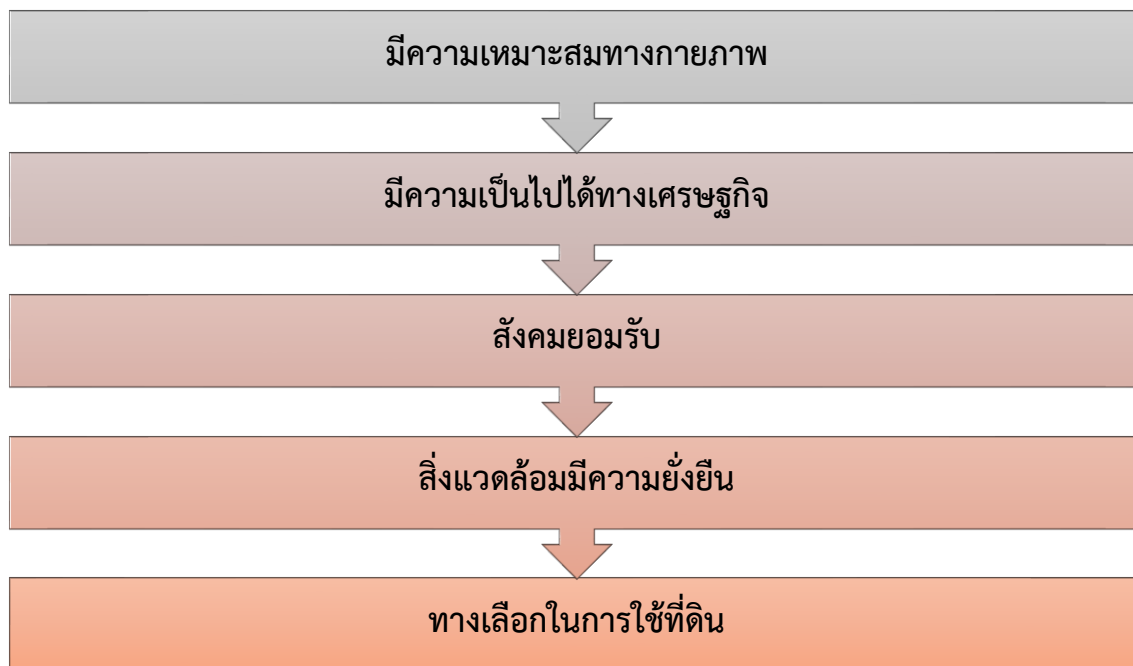 มีความเหมาะสมทางกายภาพ
มีความเป็นไปได้ทางเศรษฐกิจ
สังคมยอมรับ
สิ่งแวดล้อมมีความยั่งยืน
ทางเลือกในการใช้ที่ดิน